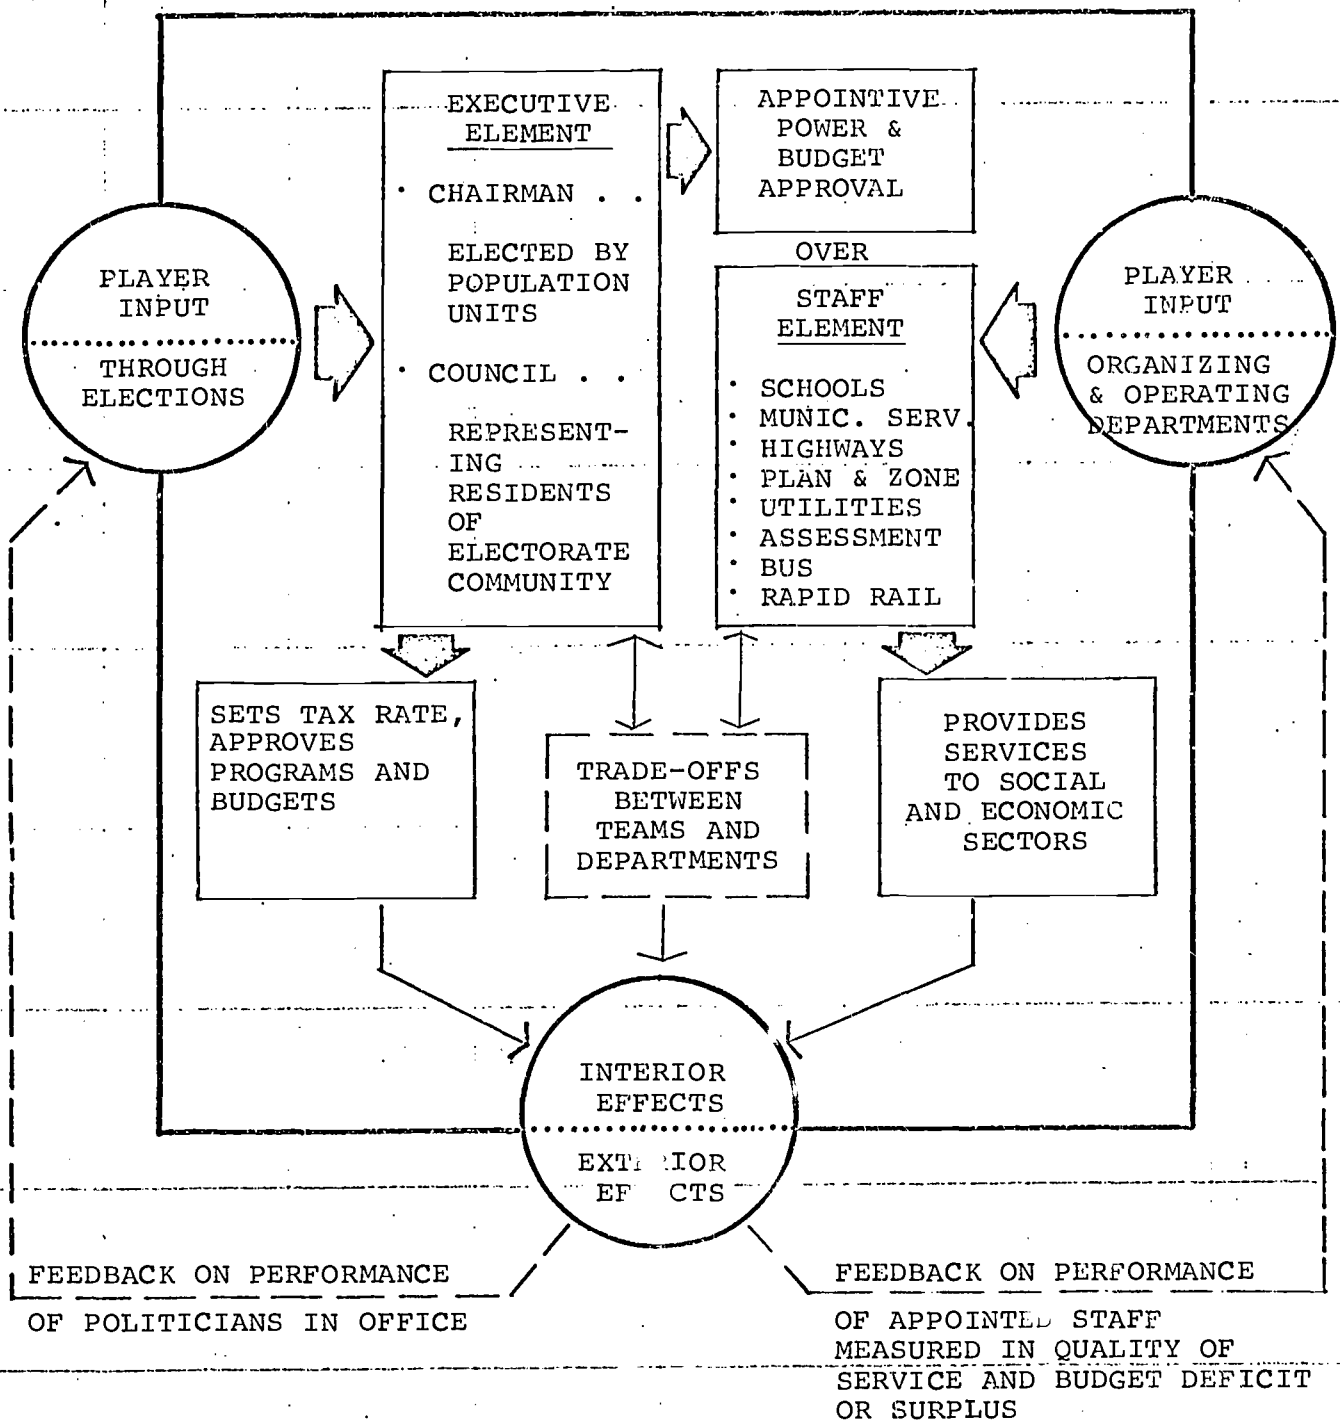 EXECUTIVE
ELEMENT
· CHAIRMAN . .
ELECTED BY
POPULATION
UNITS
· COUNCIL . .
REPRESENT-
ING
RESIDENTS
OF
ELECTORATE
COMMUNITY
APPOINTIVE
POWER &
BUDGET
APPROVAL
OVER
STAFF
ELEMENT
· SCHOOLS
· MUNIC. SERV.
· HIGHWAYS
· PLAN & ZONE
· UTILITIES
· ASSESSMENT
· BUS
· RAPID RAIL
PLAYER
INPUT
THROUGH
ELECTIONS
PLAYER
INPUT
ORGANIZING
& OPERATING
DEPARTMENTS
SETS TAX RATE,
APPROVES
PROGRAMS AND
BUDGETS
TRADE-OFFS
BETWEEN
TEAMS AND
DEPARTMENTS
PROVIDES
SERVICES
TO SOCIAL
AND ECONOMIC
SECTORS
INTERIOR
EFFECTS
EXTERIOR
EFFECTS
FEEDBACK ON PERFORMANCE
OF POLITICIANS IN OFFICE
FEEDBACK ON PERFORMANCE
OF APPOINTED STAFF
MEASURED IN QUALITY OF
SERVICE AND BUDGET DEFICIT
OR SURPLUS